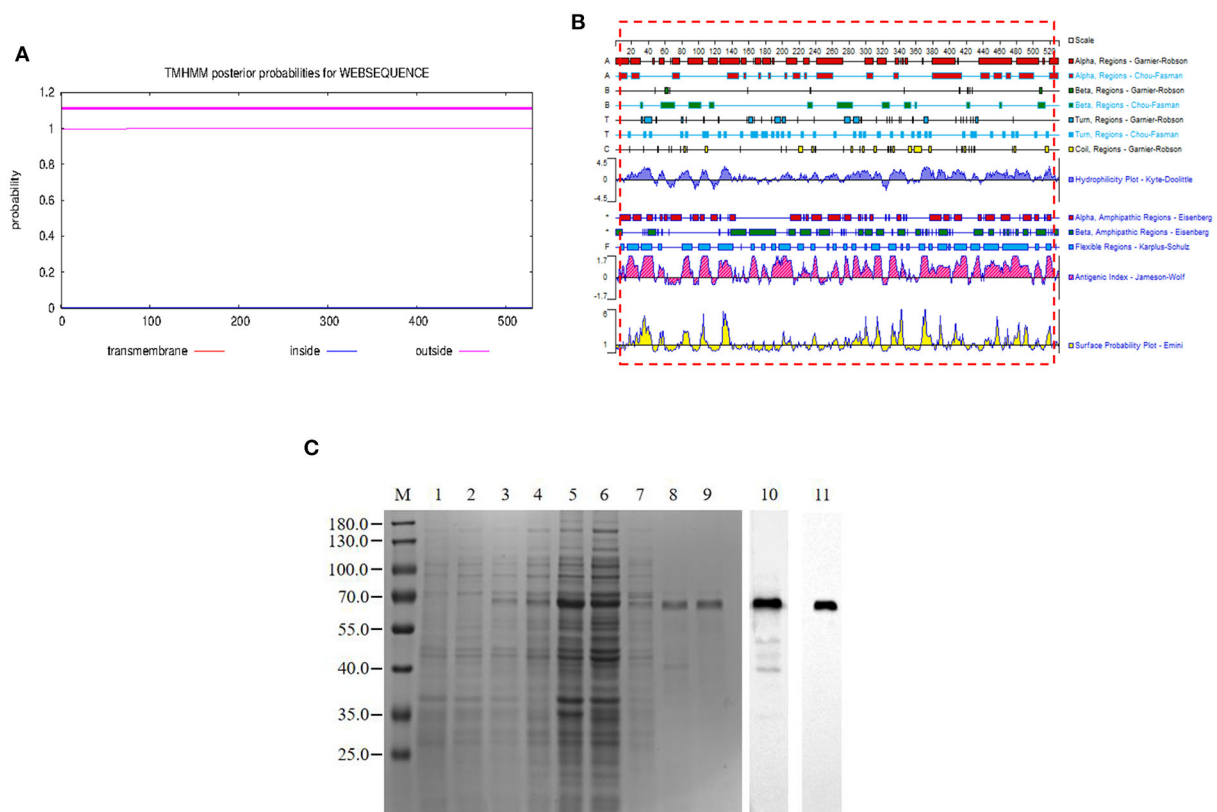 A
TMHMM posterior probabilities for WEBSEQUENCE
1.2
1
0.8
0.6
0.4
0.2
0
probability
0 100 200 300 400 500
transmembrane inside outside
B
Scale
20 40 60 80 100 120 140 160 180 200 220 240 260 280 300 320 340 360 380 400 420 440 460 480 500 520
A Alpha, Regions - Garnier-Robson
A Alpha, Regions - Chou-Fasman
B Beta, Regions - Garnier-Robson
B Beta, Regions - Chou-Fasman
T Turn, Regions - Garnier-Robson
T Turn, Regions - Chou-Fasman
C Coil, Regions - Garnier-Robson
4.5
0 Hydrophilicity Plot - Kyte-Doolittle
-4.5
* Alpha, Amphipathic Regions - Eisenberg
* Beta, Amphipathic Regions - Eisenberg
F Flexible Regions - Karplus-Schulz
1.7
0 Antigenic Index - Jameson-Wolf
-1.7
6
1 Surface Probability Plot - Emini
C
M 1 2 3 4 5 6 7 8 9 10 11
180.0
130.0
100.0
70.0
55.0
40.0
35.0
25.0